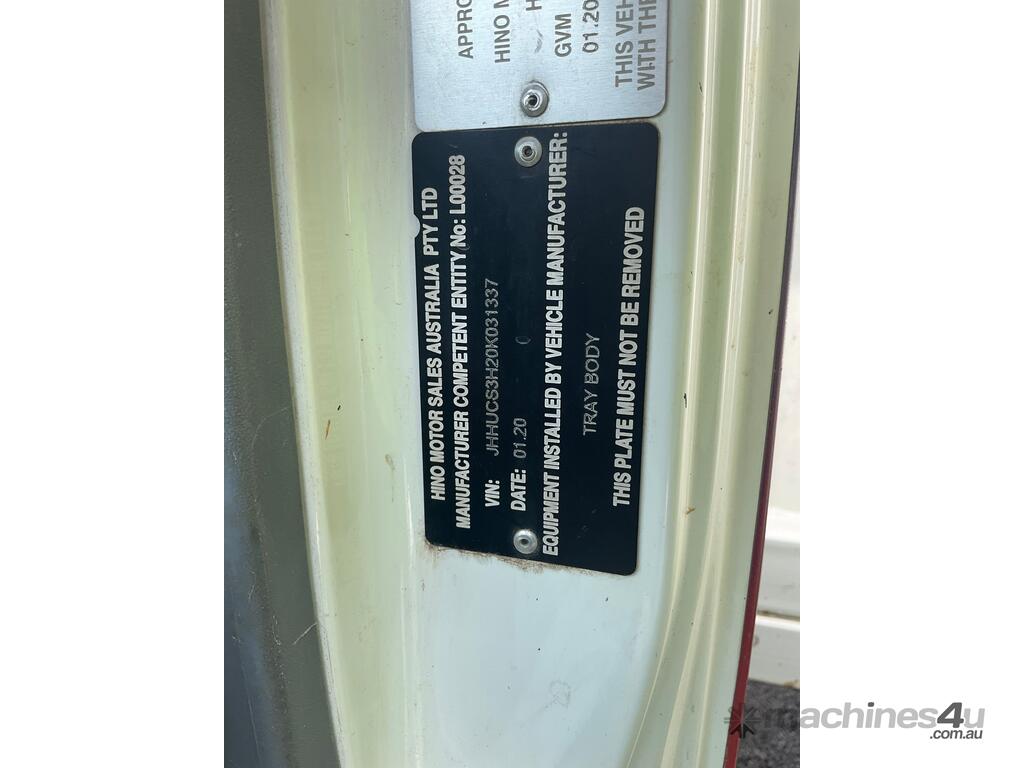 APPRO
HINO M
H
GVM
01.20
THIS VEH
WITH THE
HINO MOTOR SALES AUSTRALIA PTY LTD
MANUFACTURER COMPETENT ENTITY No: L00028
VIN: JHHUCS3H20K031337
DATE: 01.20
EQUIPMENT INSTALLED BY VEHICLE MANUFACTURER:
TRAY BODY
THIS PLATE MUST NOT BE REMOVED
machines4u
.com.au